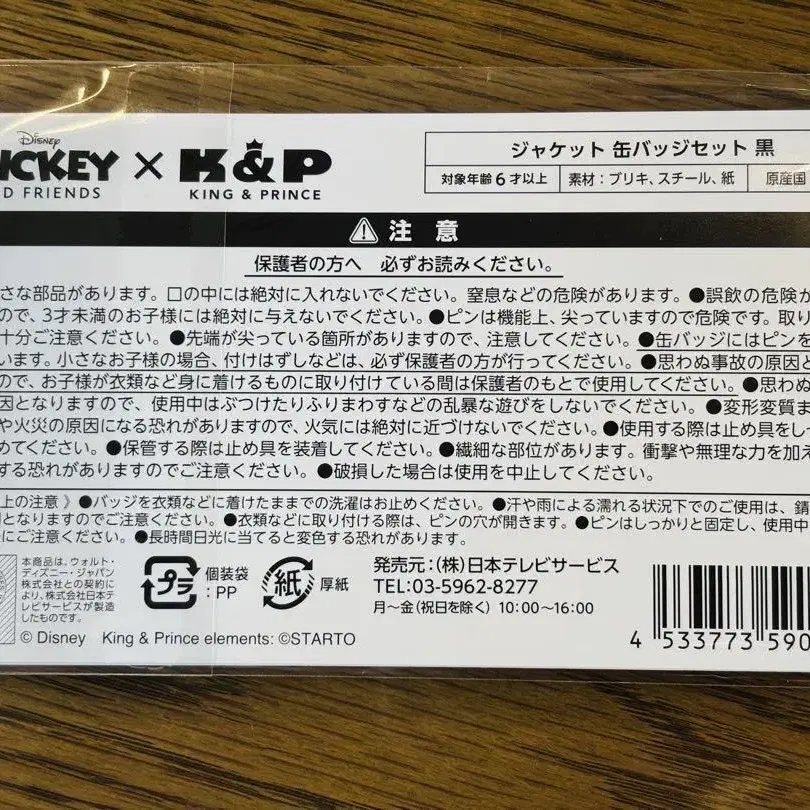 Disney
ICKEY × K&P
D FRIENDS KING & PRINCE
ジャケット 缶バッジセット 黒
対象年齢6才以上 素材：ブリキ、スチール、紙 原産国
注 意
保護者の方へ 必ずお読みください。
さな部品があります。口の中には絶対に入れないでください。窒息などの危険があります。●誤飲の危険か
ので、3才未満のお子様には絶対に与えないでください。●ピンは機能上、尖っていますので危険です。取り
十分ご注意ください。●先端が尖っている箇所がありますので、注意してください。●缶バッジにはピンを
います。小さなお子様の場合、付けはずしなどは、必ず保護者の方が行ってください。●思わぬ事故の原因と
ので、お子様が衣類など身に着けるものに取り付けている間は保護者のもとで使用してください。●思わぬ
因となりますので、使用中はぶつけたりふりまわすなどの乱暴な遊びをしないでください。●変形変質ま
や火災の原因になる恐れがありますので、火気には絶対に近づけないでください。●使用する際は止め具をし
めてください。●保管する際は止め具を装着してください。●繊細な部位があります。衝撃や無理な力を加え
する恐れがありますのでご注意ください。●破損した場合は使用を中止してください。
上の注意 》●バッジを衣類などに着けたままでの洗濯はお止めください。●汗や雨による濡れる状況下でのご使用は、錆
となりますのでご注意ください。●衣類などに取り付ける際は、ピンの穴が開きます。●ピンはしっかりと固定し、使用中
にご注意ください。●長時間日光に当てると変色する恐れがあります。
本商品は、ウォルト・
ディズニー・ジャパン
株式会社との契約に
より、株式会社日本テ
レビサービスが製造
したものです。
プラ 個装袋
：PP
紙 厚紙
発売元：（株）日本テレビサービス
TEL:03-5962-8277
月～金（祝日を除く） 10:00～16:00
© Disney King & Prince elements: ©STARTO
4 533773 590